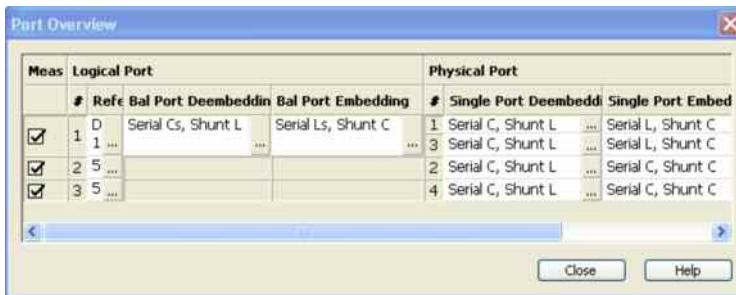 Port Overview
Meas Logical Port Physical Port
# Refe Bal Port Deembeddin Bal Port Embedding # Single Port Deembeddi Single Port Embed
1 D 1 ... Serial Cs, Shunt L ... Serial Ls, Shunt C ... 1 Serial C, Shunt L ... Serial L, Shunt C
3 Serial C, Shunt L ... Serial L, Shunt C
2 5 ... 2 Serial C, Shunt L ... Serial C, Shunt C
3 5 ... 4 Serial C, Shunt L ... Serial C, Shunt C
Close Help